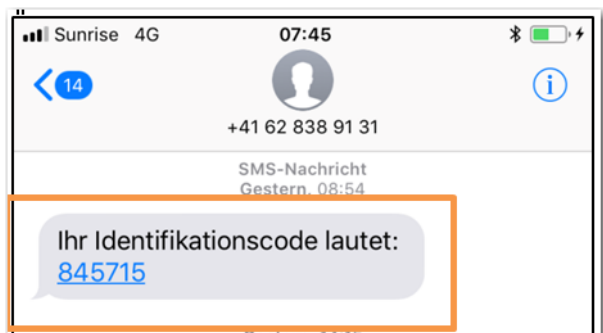 Sunrise 4G 07:45
14
i
+41 62 838 91 31
SMS-Nachricht
Gestern, 08:54
Ihr Identifikationscode lautet:
845715